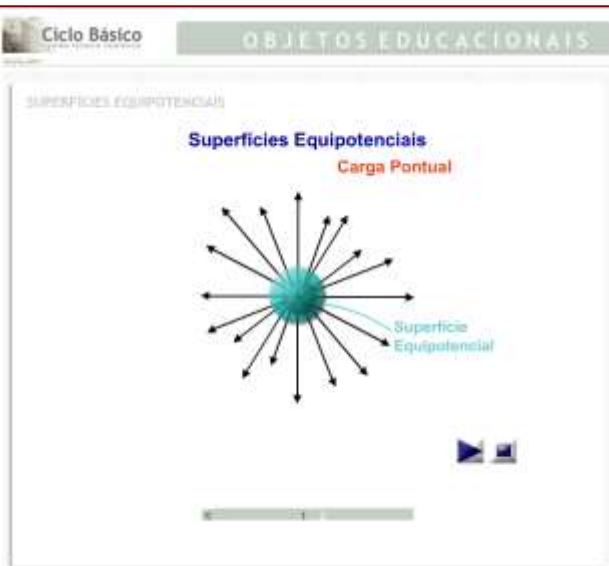 Ciclo Básico
OBJETOS EDUCACIONAIS
SUPERFÍCIES EQUIPOTENCIAIS
Superfícies Equipotenciais
Carga Pontual
Superfície
Equipotencial